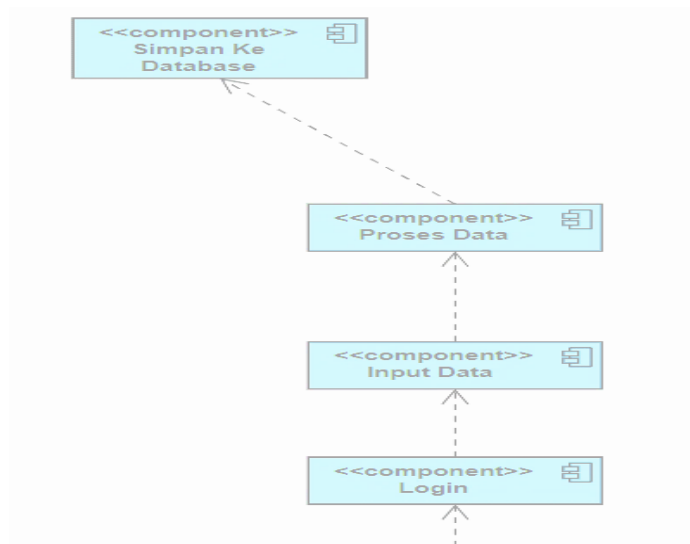 <<component>>
Simpan Ke
Database
<<component>>
Proses Data
<<component>>
Input Data
<<component>>
Login